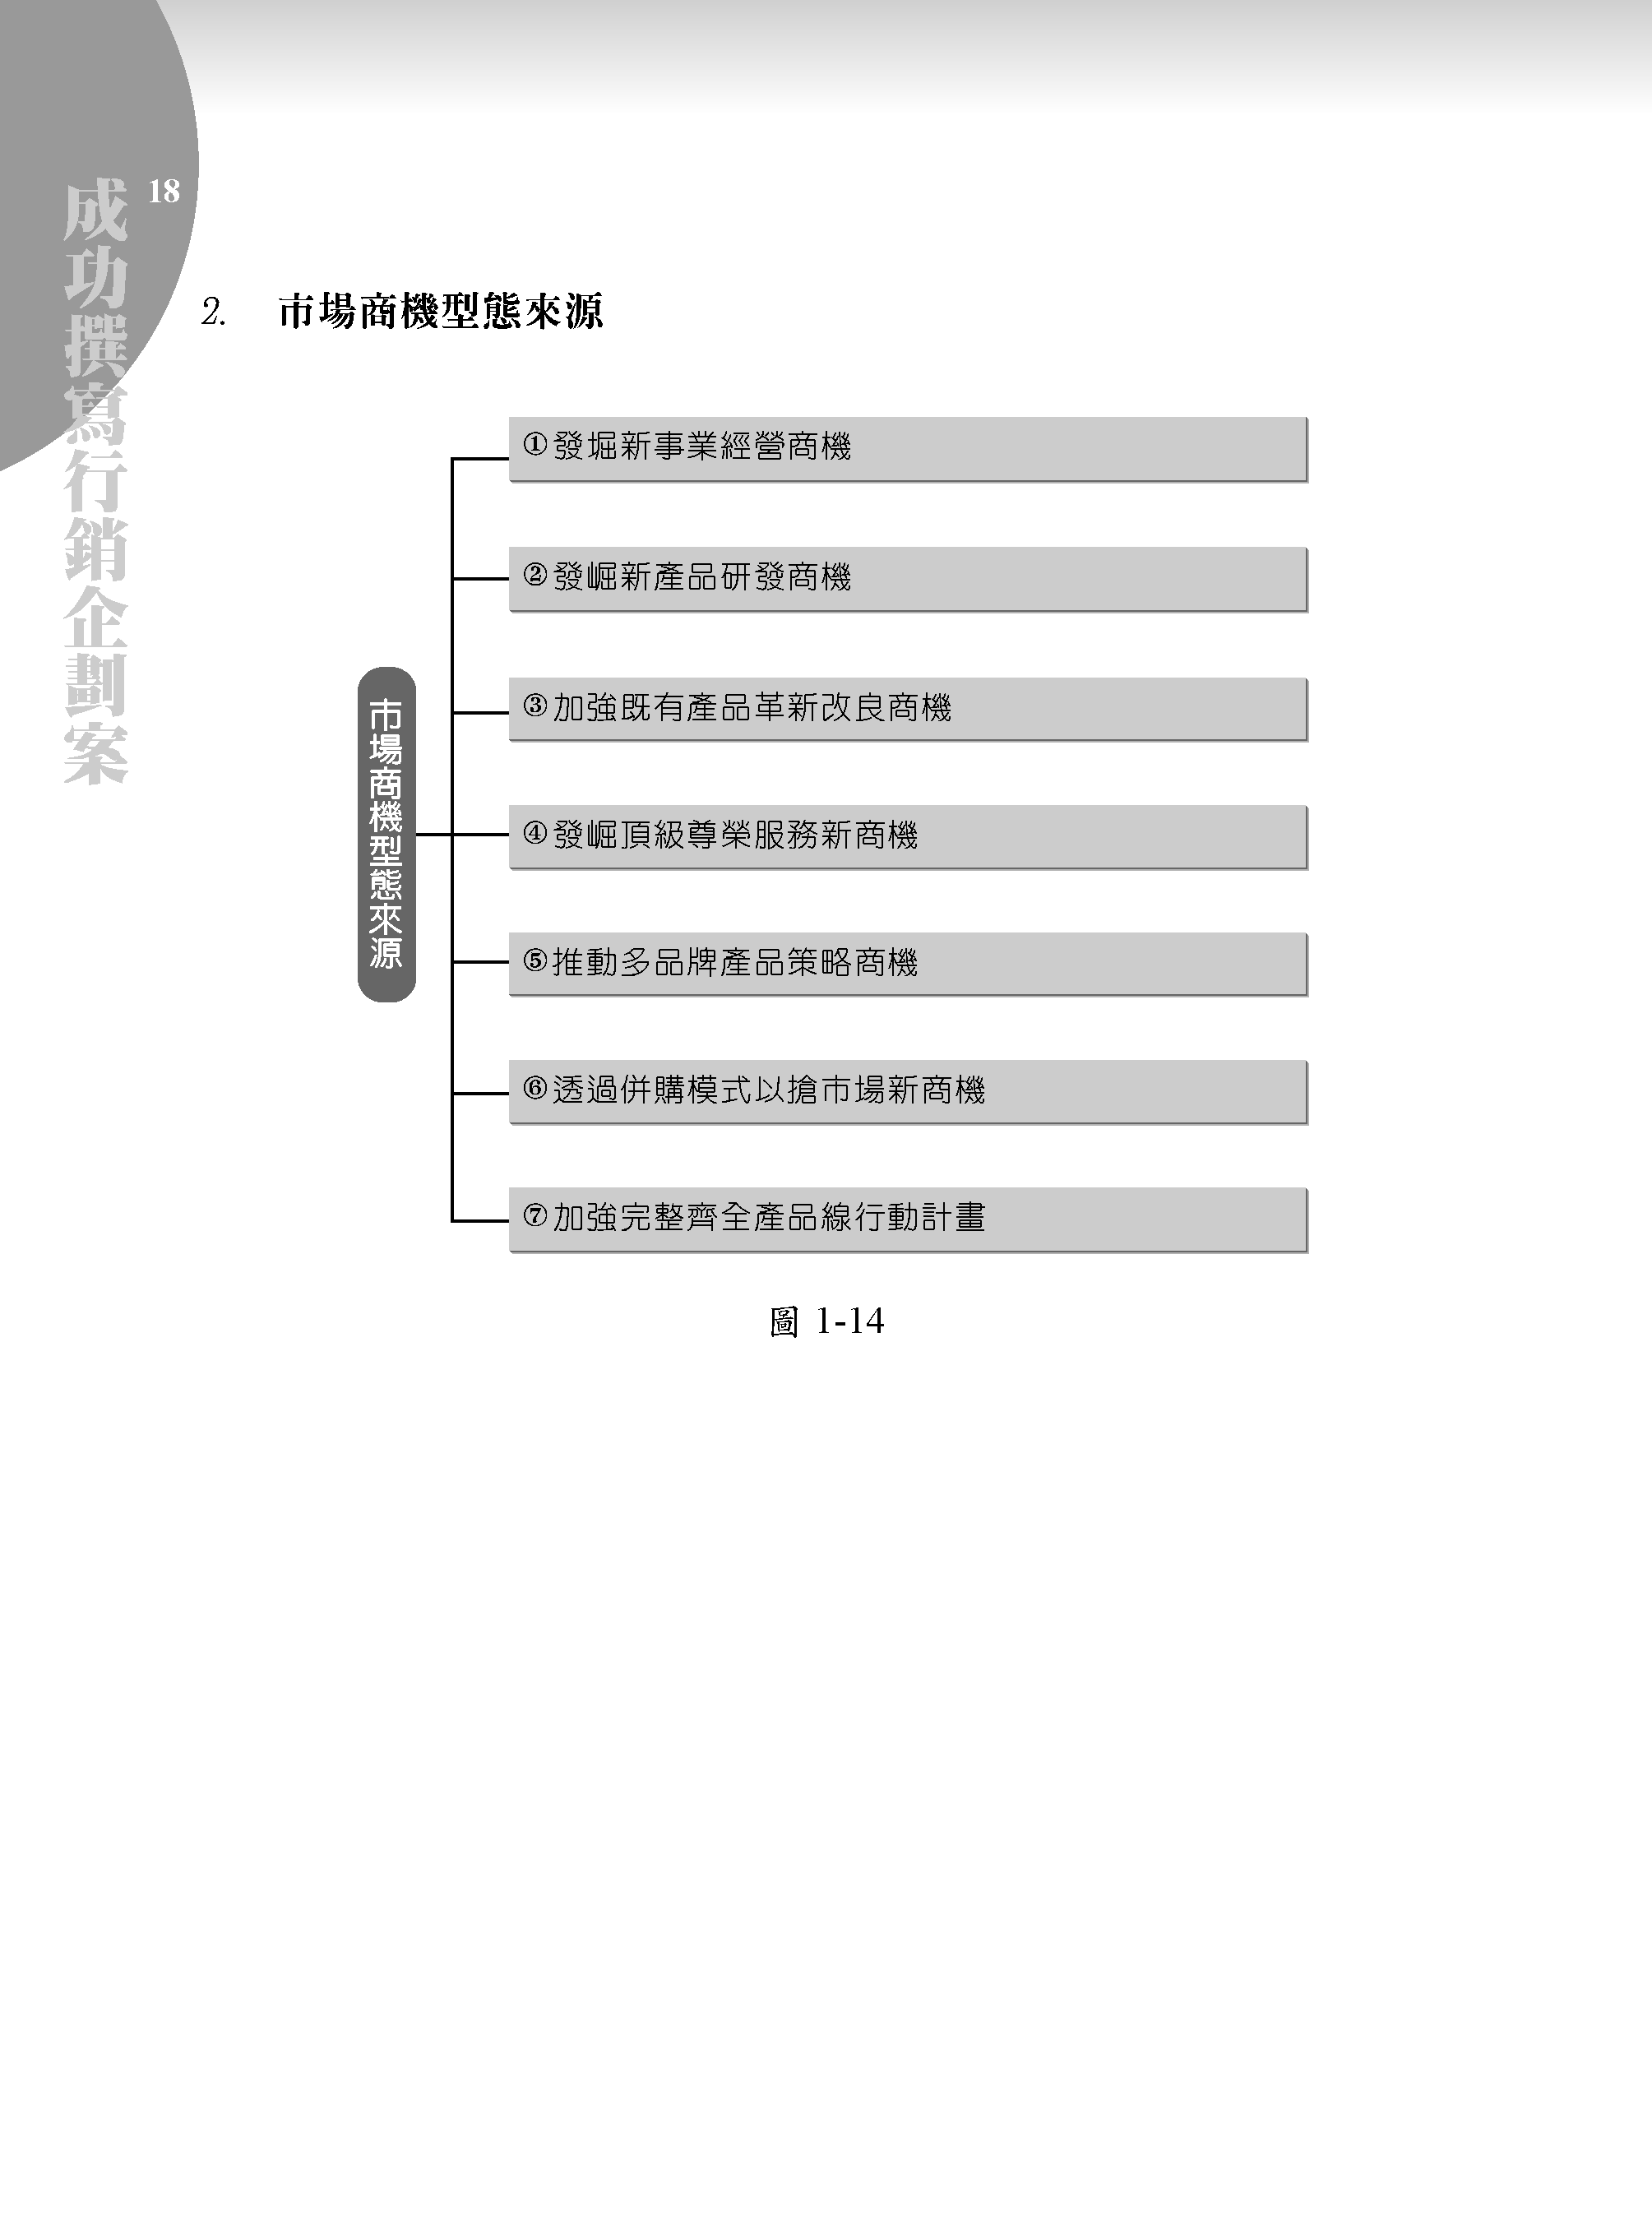 18
成功撰寫行銷企劃案
2. 市場商機型態來源
市場商機型態來源
①發堀新事業經營商機
②發崛新產品研發商機
③加強既有產品革新改良商機
④發崛頂級尊榮服務新商機
⑤推動多品牌產品策略商機
⑥透過併購模式以搶市場新商機
⑦加強完整齊全產品線行動計畫
圖 1-14